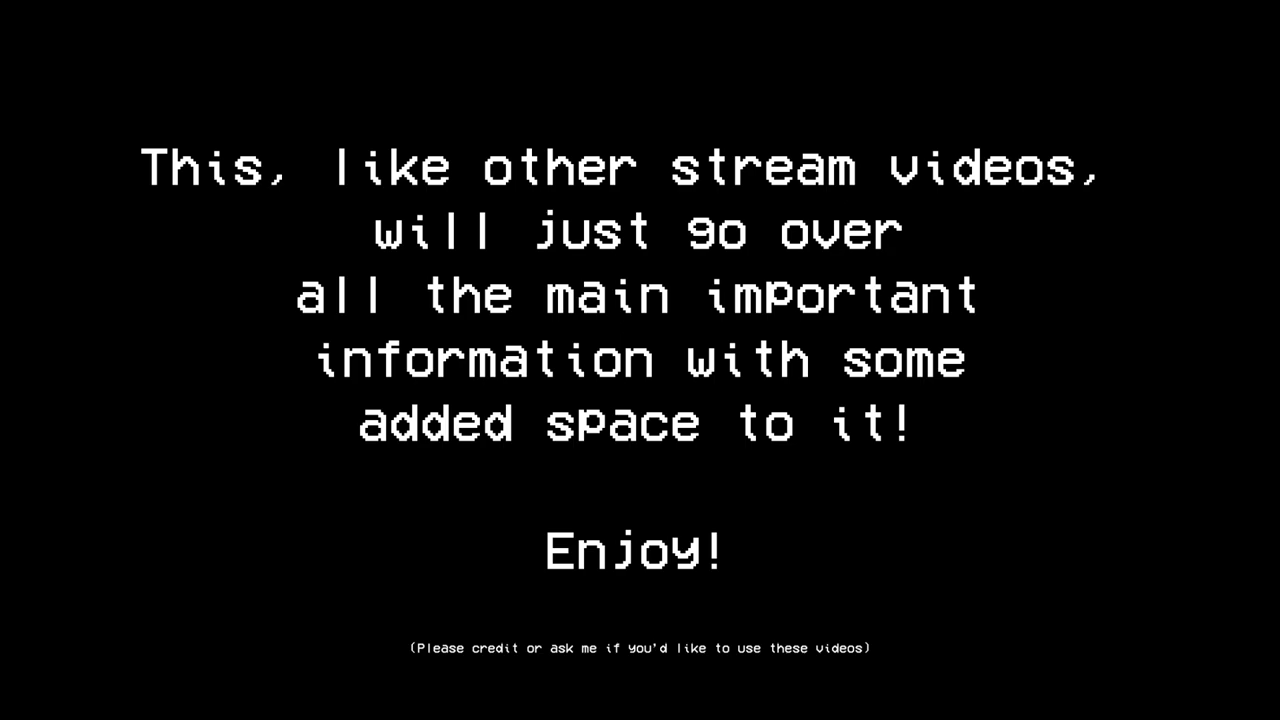 This, like other stream videos,
will just go over
all the main important
information with some
added space to it!
Enjoy!
(Please credit or ask me if you'd like to use these videos)